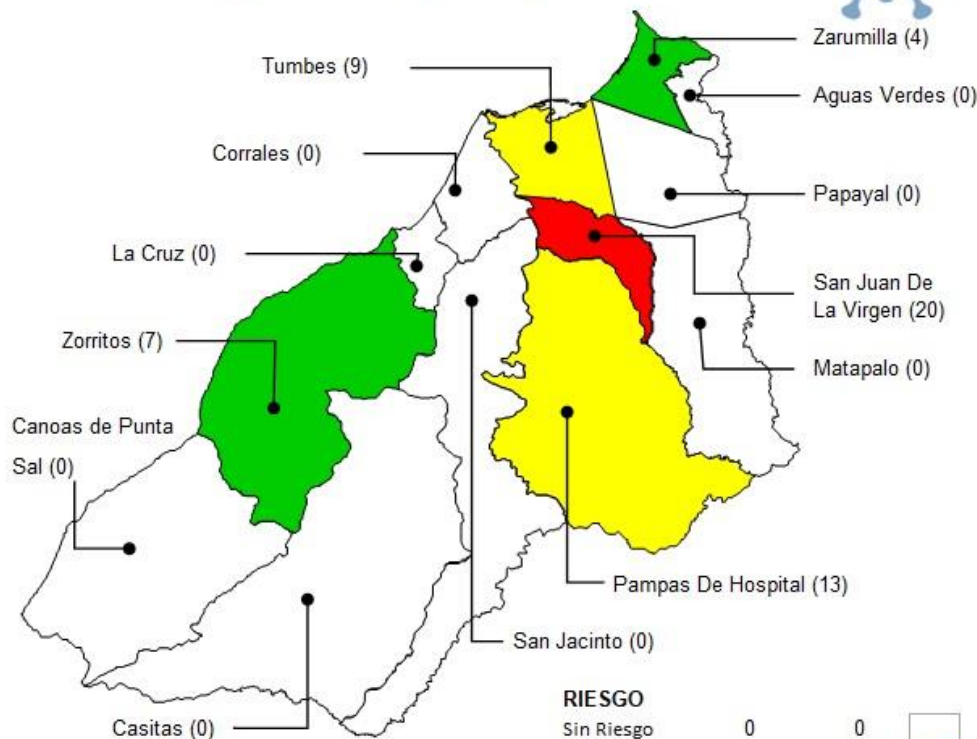 Zarumilla (4)
Tumbes (9)
Aguas Verdes (0)
Corrales (0)
Papayal (0)
La Cruz (0)
San Juan De
La Virgen (20)
Zorritos (7)
Matapalo (0)
Canoas de Punta
Sal (0)
Pampas De Hospital (13)
San Jacinto (0)
Casitas (0)
RIESGO
Sin Riesgo 0 0